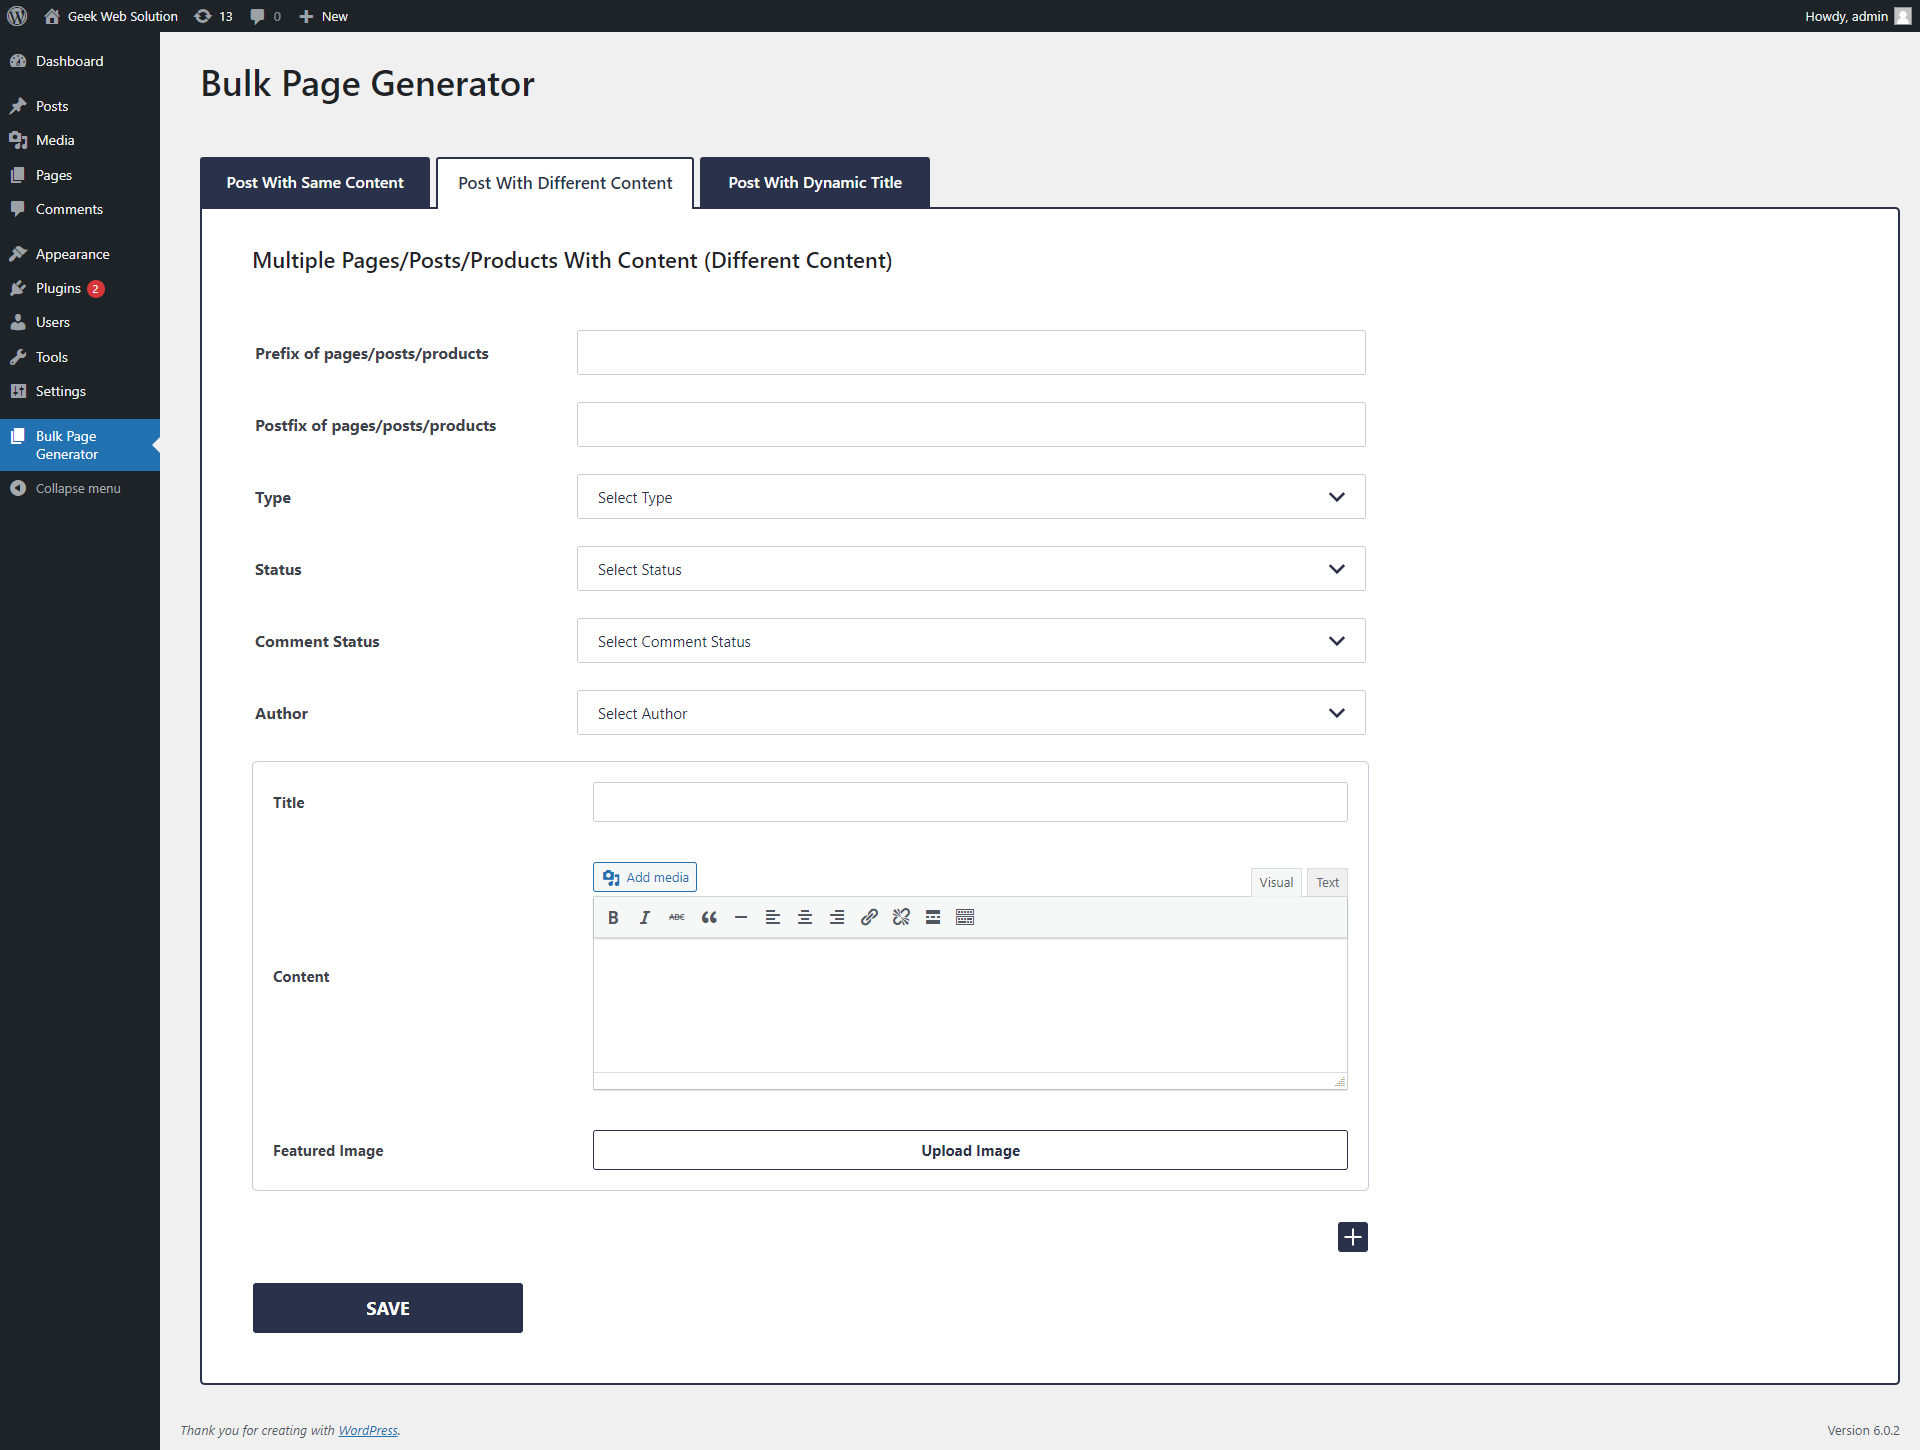 Geek Web Solution 13 0 New Howdy, admin
Dashboard
Posts
Media
Pages
Comments
Appearance
Plugins 2
Users
Tools
Settings
Bulk Page
Generator
Collapse menu
Bulk Page Generator
Post With Same Content Post With Different Content Post With Dynamic Title
Multiple Pages/Posts/Products With Content (Different Content)
Prefix of pages/posts/products
Postfix of pages/posts/products
Type Select Type
Status Select Status
Comment Status Select Comment Status
Author Select Author
Title
Add media Visual Text
B I ABC
Content
Featured Image Upload Image
SAVE
Thank you for creating with WordPress. Version 6.0.2